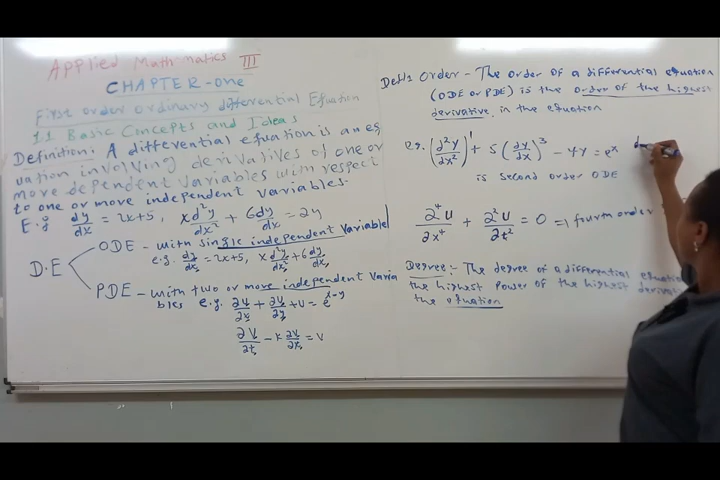 Applied Mathematics III
CHAPTER-one
First order ordinary differential Equation
1.1 Basic Concepts and Ideas
Definition: A differential equation is an eq
uation involving derivatives of one or
more dependent variables with respect
to one or more independent variables.
E.g dy/dx = 2x+5, x d²y/dx² + 6dy/dx = 2y
D.E
ODE - with single independent variable
e.g. dy/dx = 2x+5, x d²y/dx² + 6 dy/dx
PDE - with two or more independent varia
bles e.g. ∂u/∂x + ∂u/∂y + v = e^x-y
∂v/∂t - k ∂v/∂x = v
Order - The order of a differential equation
(ODE or PDE) is the order of the highest
derivative in the equation
e.g. (d²y/dx²)¹ + 5(dy/dx)³ - 4y = e^x
is second order ODE
∂⁴u/∂x⁴ + ∂²u/∂t² = 0 => fourth order
Degree:- The degree of a differential equatio
the highest power of the highest deriva
the equation